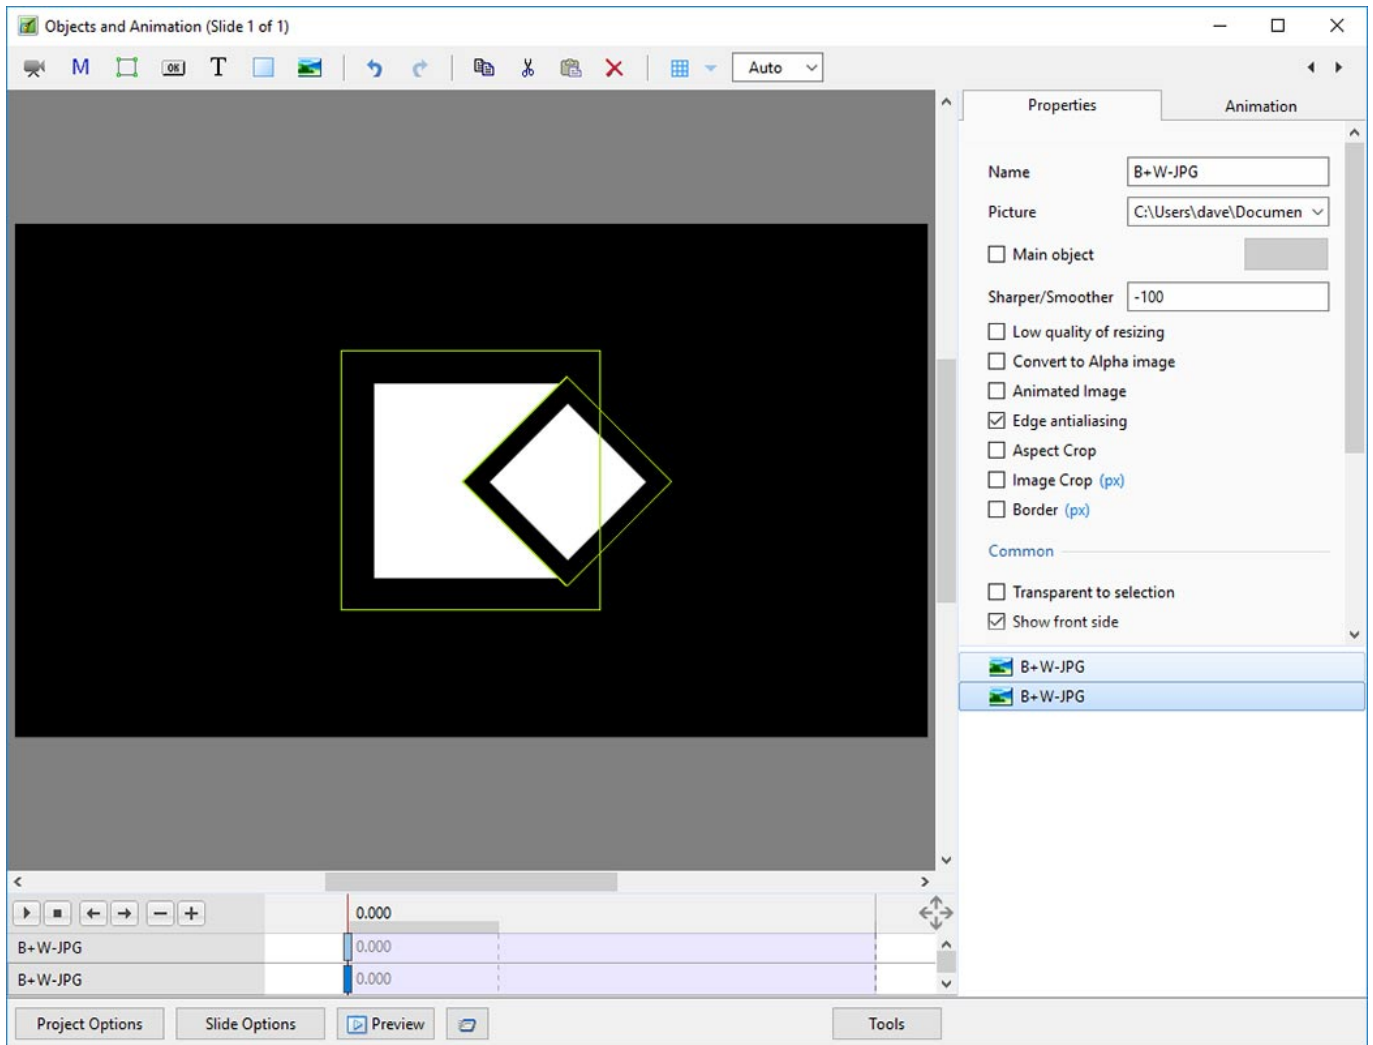 Objects and Animation (Slide 1 of 1)
M OK T Auto
Properties Animation
Name B+W-JPG
Picture C:\Users\dave\Documen
Main object
Sharper/Smoother -100
Low quality of resizing
Convert to Alpha image
Animated Image
Edge antialiasing
Aspect Crop
Image Crop (px)
Border (px)
Common
Transparent to selection
Show front side
B+W-JPG
B+W-JPG
0.000
B+W-JPG 0.000
B+W-JPG 0.000
Project Options Slide Options Preview Tools